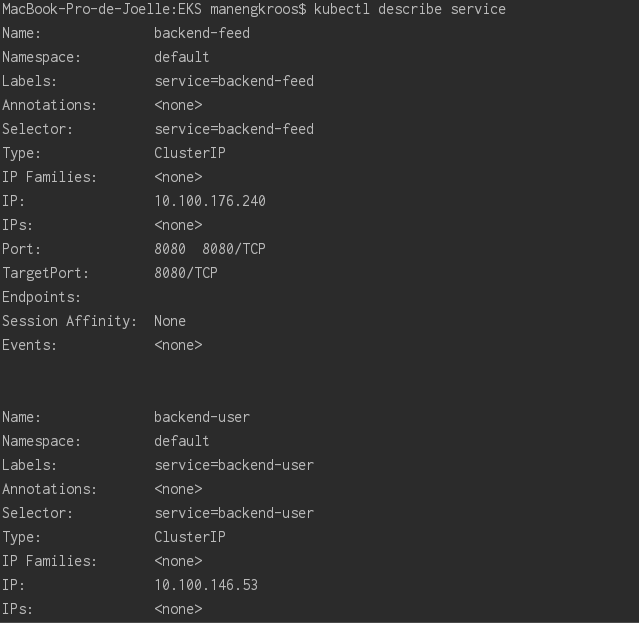 MacBook-Pro-de-Joelle:EKS manengkroos$ kubectl describe service
Name: backend-feed
Namespace: default
Labels: service=backend-feed
Annotations: <none>
Selector: service=backend-feed
Type: ClusterIP
IP Families: <none>
IP: 10.100.176.240
IPs: <none>
Port: 8080 8080/TCP
TargetPort: 8080/TCP
Endpoints:
Session Affinity: None
Events: <none>
Name: backend-user
Namespace: default
Labels: service=backend-user
Annotations: <none>
Selector: service=backend-user
Type: ClusterIP
IP Families: <none>
IP: 10.100.146.53
IPs: <none>